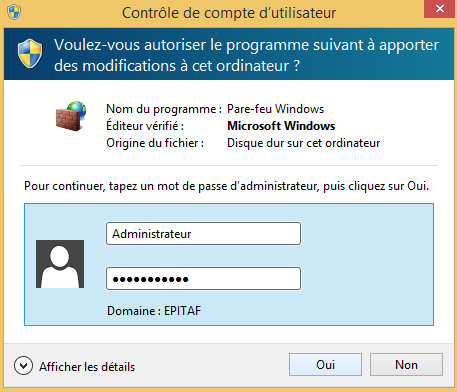 Contrôle de compte d'utilisateur
Voulez-vous autoriser le programme suivant à apporter
des modifications à cet ordinateur ?
Nom du programme : Pare-feu Windows
Éditeur vérifié : Microsoft Windows
Origine du fichier : Disque dur sur cet ordinateur
Pour continuer, tapez un mot de passe d'administrateur, puis cliquez sur Oui.
Administrateur
●●●●●●●●●●●
Domaine : EPITAF
Afficher les détails
Oui
Non